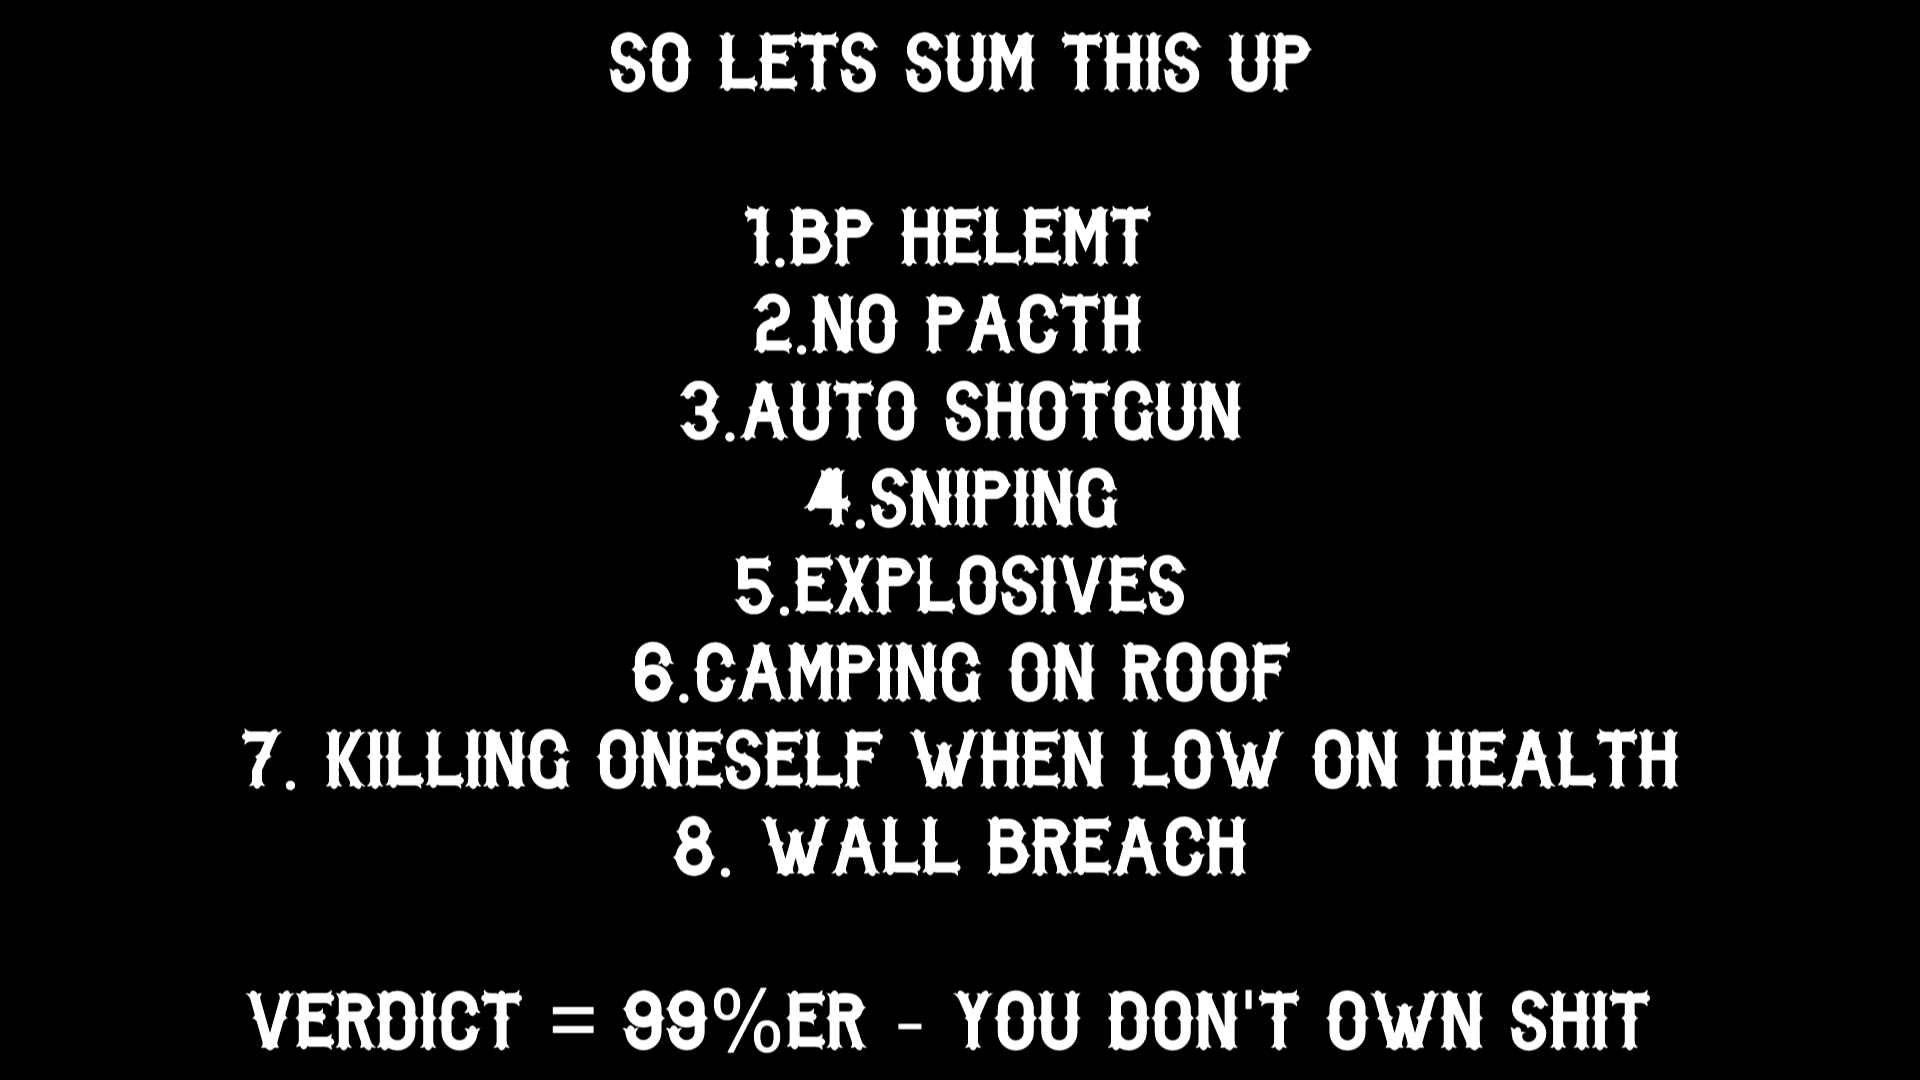 SO LETS SUM THIS UP
1.BP HELEMT
2.NO PACTH
3.AUTO SHOTGUN
4.SNIPING
5.EXPLOSIVES
6.CAMPING ON ROOF
7. KILLING ONESELF WHEN LOW ON HEALTH
8. WALL BREACH
VERDICT = 99%ER - YOU DON'T OWN SHIT